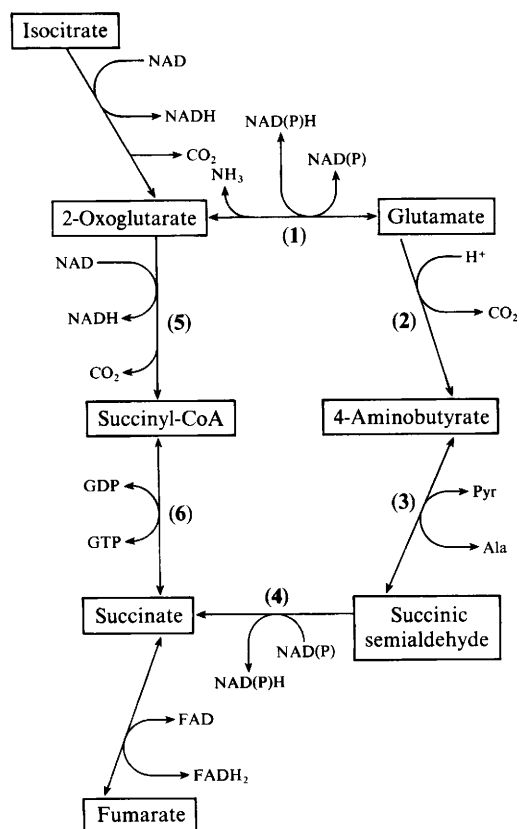 Isocitrate
NAD
NADH
CO₂
NAD(P)H
NAD(P)
NH₃
2-Oxoglutarate
Glutamate
(1)
NAD
H⁺
NADH
(5)
(2)
CO₂
CO₂
Succinyl-CoA
4-Aminobutyrate
GDP
(6)
(3)
Pyr
GTP
Ala
(4)
Succinate
Succinic
semialdehyde
NAD(P)
NAD(P)H
FAD
FADH₂
Fumarate